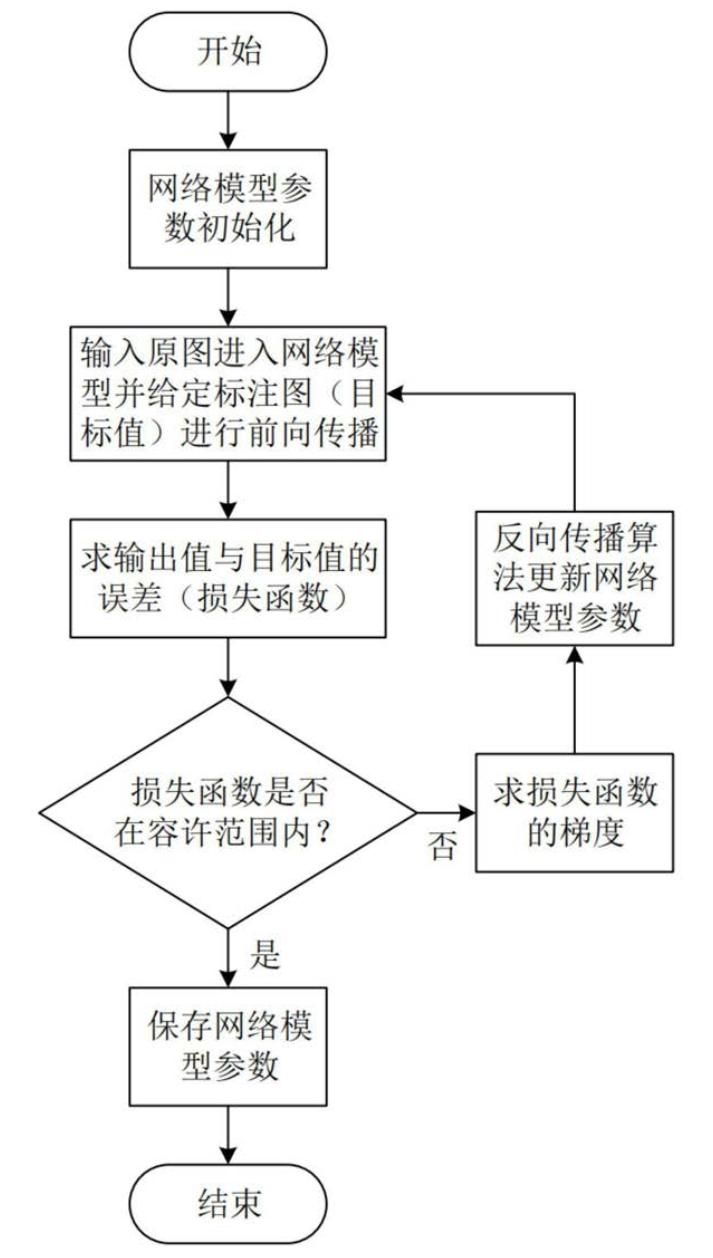 开始
网络模型参
数初始化
输入原图进入网络模
型并给定标注图（目
标值）进行前向传播
求输出值与目标值的
误差（损失函数）
反向传播算
法更新网络
模型参数
损失函数是否
在容许范围内？
否
求损失函数
的梯度
是
保存网络模
型参数
结束